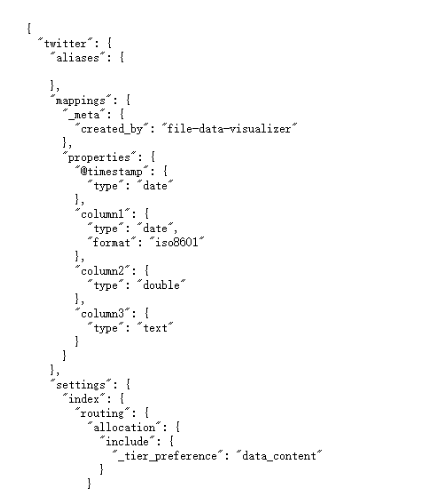 {
"twitter": {
"aliases": {
},
"mappings": {
"_meta": {
"created_by": "file-data-visualizer"
},
"properties": {
"@timestamp": {
"type": "date"
},
"column1": {
"type": "date",
"format": "iso8601"
},
"column2": {
"type": "double"
},
"column3": {
"type": "text"
}
}
},
"settings": {
"index": {
"routing": {
"allocation": {
"include": {
"_tier_preference": "data_content"
}
}